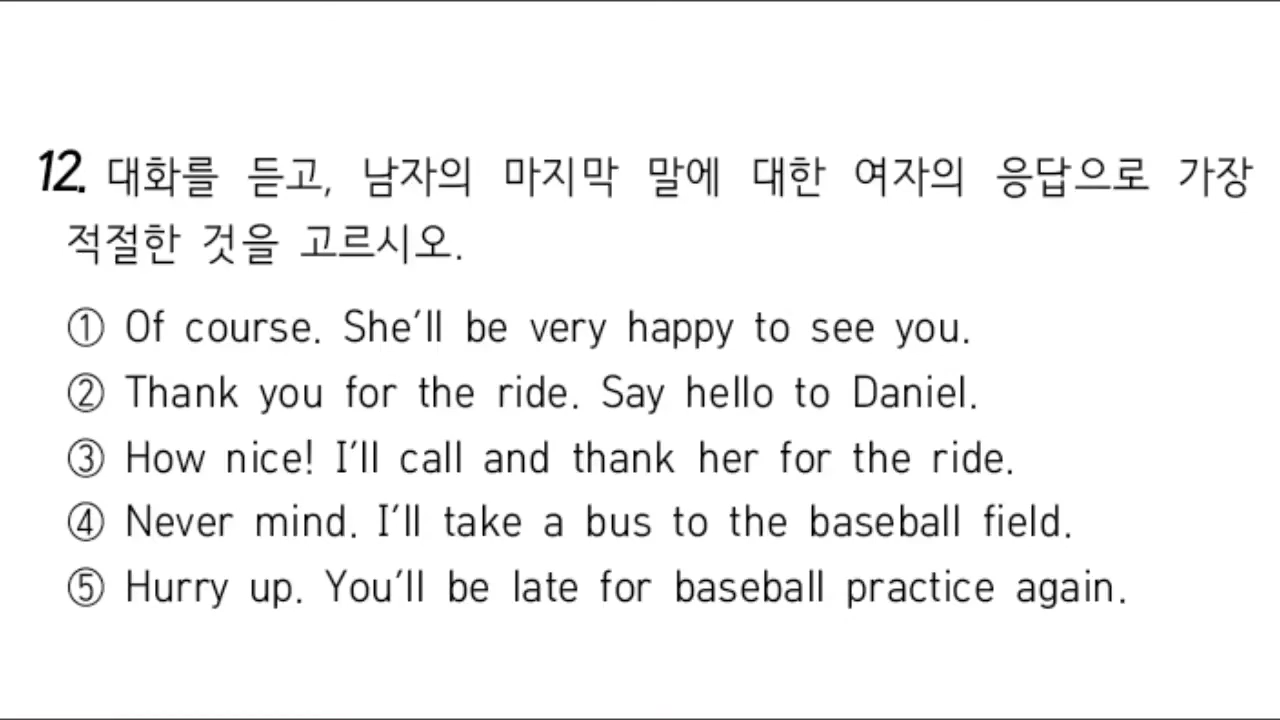 12. 대화를 듣고, 남자의 마지막 말에 대한 여자의 응답으로 가장
적절한 것을 고르시오.
① Of course. She’ll be very happy to see you.
② Thank you for the ride. Say hello to Daniel.
③ How nice! I’ll call and thank her for the ride.
④ Never mind. I’ll take a bus to the baseball field.
⑤ Hurry up. You’ll be late for baseball practice again.